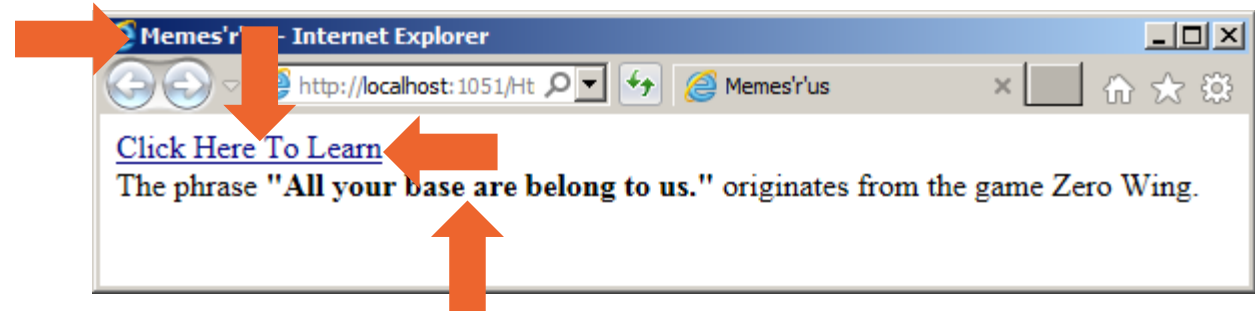 Memes'r' - Internet Explorer
http://localhost:1051/Ht
Memes'r'us
Click Here To Learn
The phrase "All your base are belong to us." originates from the game Zero Wing.